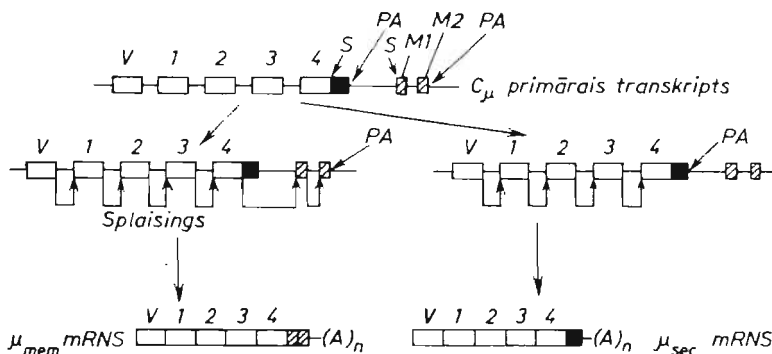 S PA S M1 M2 PA
V 1 2 3 4
Cμ primārais transkripts
V 1 2 3 4 PA
V 1 2 3 4 PA
Splaisings
V 1 2 3 4
μmem mRNS (A)n
V 1 2 3 4
(A)n μsec mRNS